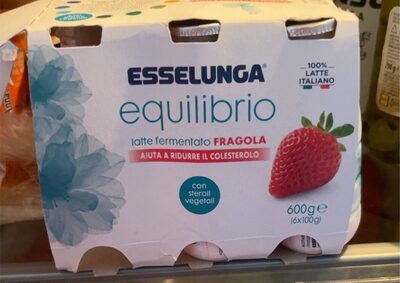 ESSELUNGA®
equilibrio
latte fermentato FRAGOLA
AIUTA A RIDURRE IL COLESTEROLO
100%
LATTE
ITALIANO
con
steroli
vegetali
600g e
(6x100g)